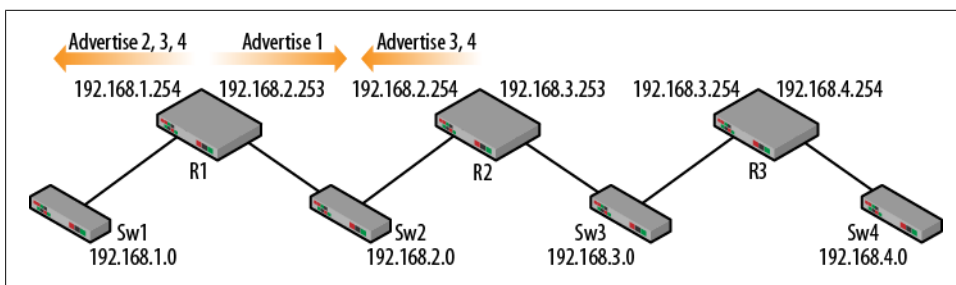 Advertise 2, 3, 4
Advertise 1
Advertise 3, 4
192.168.1.254
192.168.2.253
192.168.2.254
192.168.3.253
192.168.3.254
192.168.4.254
R1
R2
R3
Sw1
192.168.1.0
Sw2
192.168.2.0
Sw3
192.168.3.0
Sw4
192.168.4.0